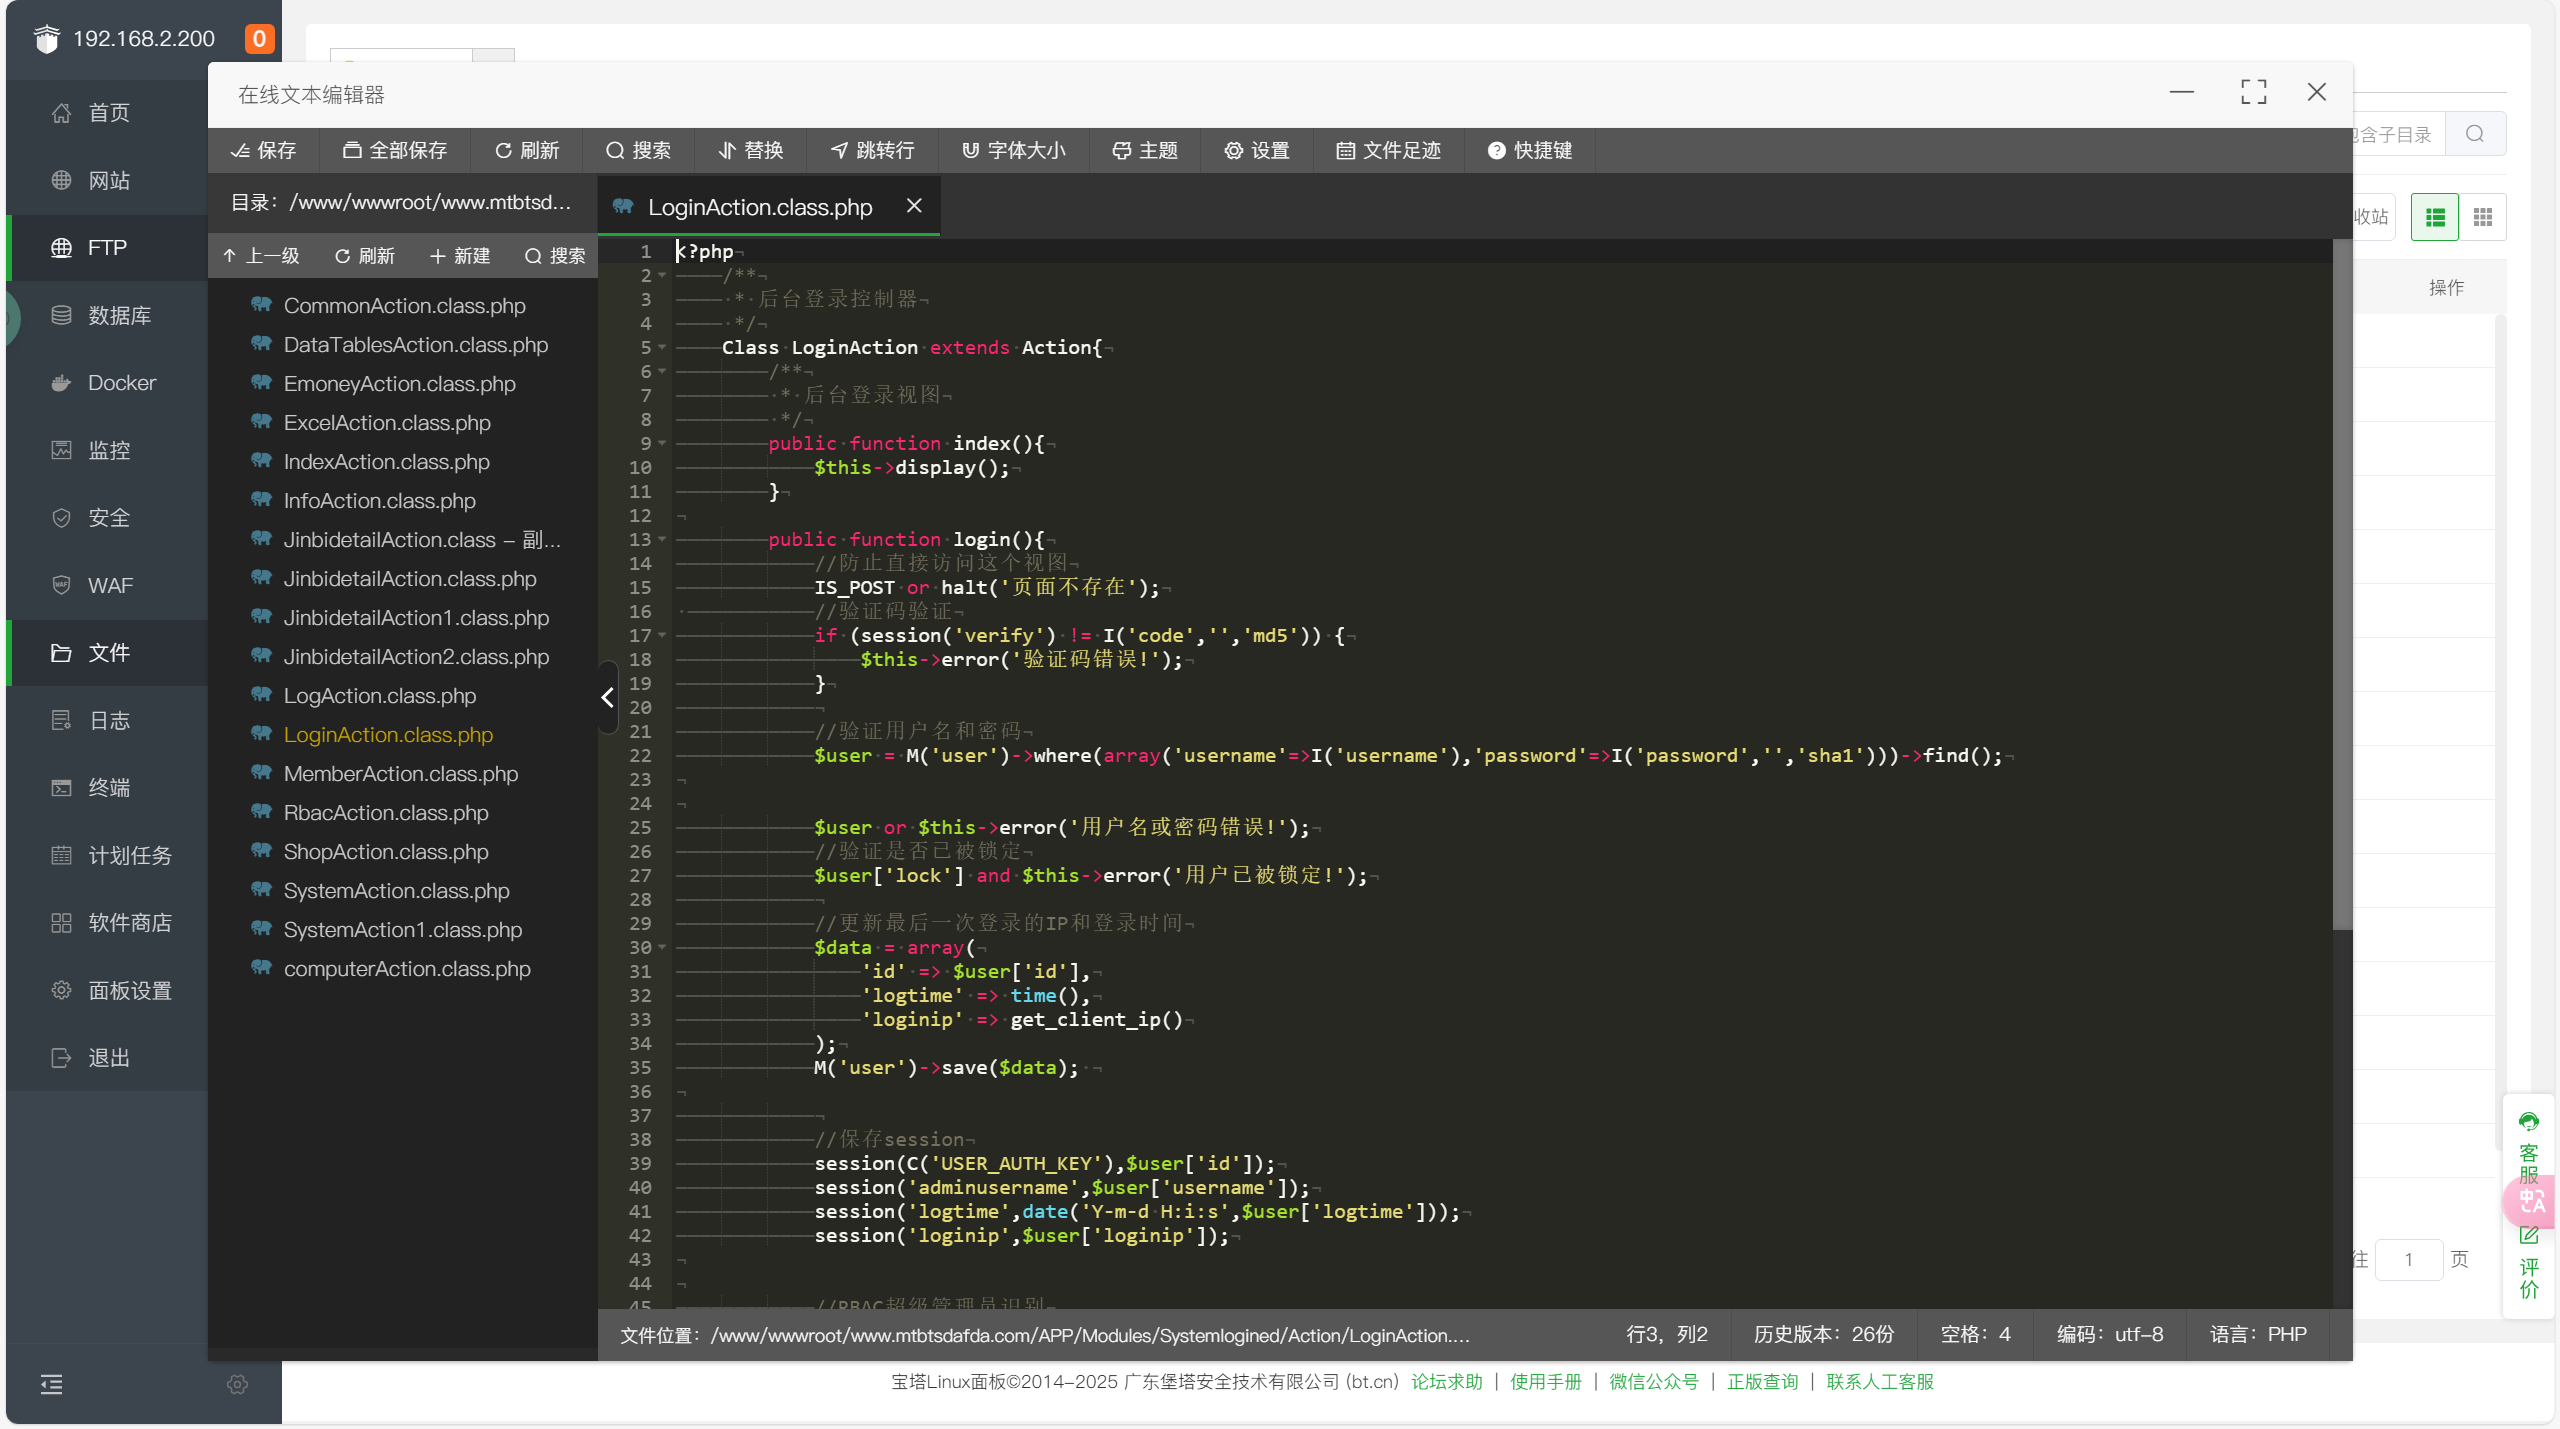 192.168.2.200 0
首页
网站
FTP
数据库
Docker
监控
安全
WAF
文件
日志
终端
计划任务
软件商店
面板设置
退出
在线文本编辑器
保存 全部保存 刷新 搜索 替换 跳转行 字体大小 主题 设置 文件足迹 快捷键
目录：/www/wwwroot/www.mtbtsd...
上一级 刷新 新建 搜索
CommonAction.class.php
DataTablesAction.class.php
EmoneyAction.class.php
ExcelAction.class.php
IndexAction.class.php
InfoAction.class.php
JinbidetailAction.class - 副...
JinbidetailAction.class.php
JinbidetailAction1.class.php
JinbidetailAction2.class.php
LogAction.class.php
LoginAction.class.php
MemberAction.class.php
RbacAction.class.php
ShopAction.class.php
SystemAction.class.php
SystemAction1.class.php
computerAction.class.php
LoginAction.class.php
1 <?php
2 /**
3 * 后台登录控制器
4 */
5 Class LoginAction extends Action{
6 /**
7 * 后台登录视图
8 */
9 public function index(){
10 $this->display();
11 }
12
13 public function login(){
14 //防止直接访问这个视图
15 IS_POST or halt('页面不存在');
16 //验证码验证
17 if (session('verify') != I('code','','md5')) {
18 $this->error('验证码错误!');
19 }
20
21 //验证用户名和密码
22 $user = M('user')->where(array('username'=>I('username'),'password'=>I('password','','sha1')))->find();
23
24
25 $user or $this->error('用户名或密码错误!');
26 //验证是否已被锁定
27 $user['lock'] and $this->error('用户已被锁定!');
28
29 //更新最后一次登录的IP和登录时间
30 $data = array(
31 'id' => $user['id'],
32 'logtime' => time(),
33 'loginip' => get_client_ip()
34 );
35 M('user')->save($data);
36
37
38 //保存session
39 session(C('USER_AUTH_KEY'),$user['id']);
40 session('adminusername',$user['username']);
41 session('logtime',date('Y-m-d H:i:s',$user['logtime']));
42 session('loginip',$user['loginip']);
43
44
45 //RBAC超级管理员识别
文件位置：/www/wwwroot/www.mtbtsdafda.com/APP/Modules/Systemlogined/Action/LoginAction....
行3，列2 历史版本：26份 空格：4 编码：utf-8 语言：PHP
包含子目录
收站
操作
往 1 页
客服
中A
评价
宝塔Linux面板©2014-2025 广东堡塔安全技术有限公司 (bt.cn) 论坛求助 | 使用手册 | 微信公众号 | 正版查询 | 联系人工客服